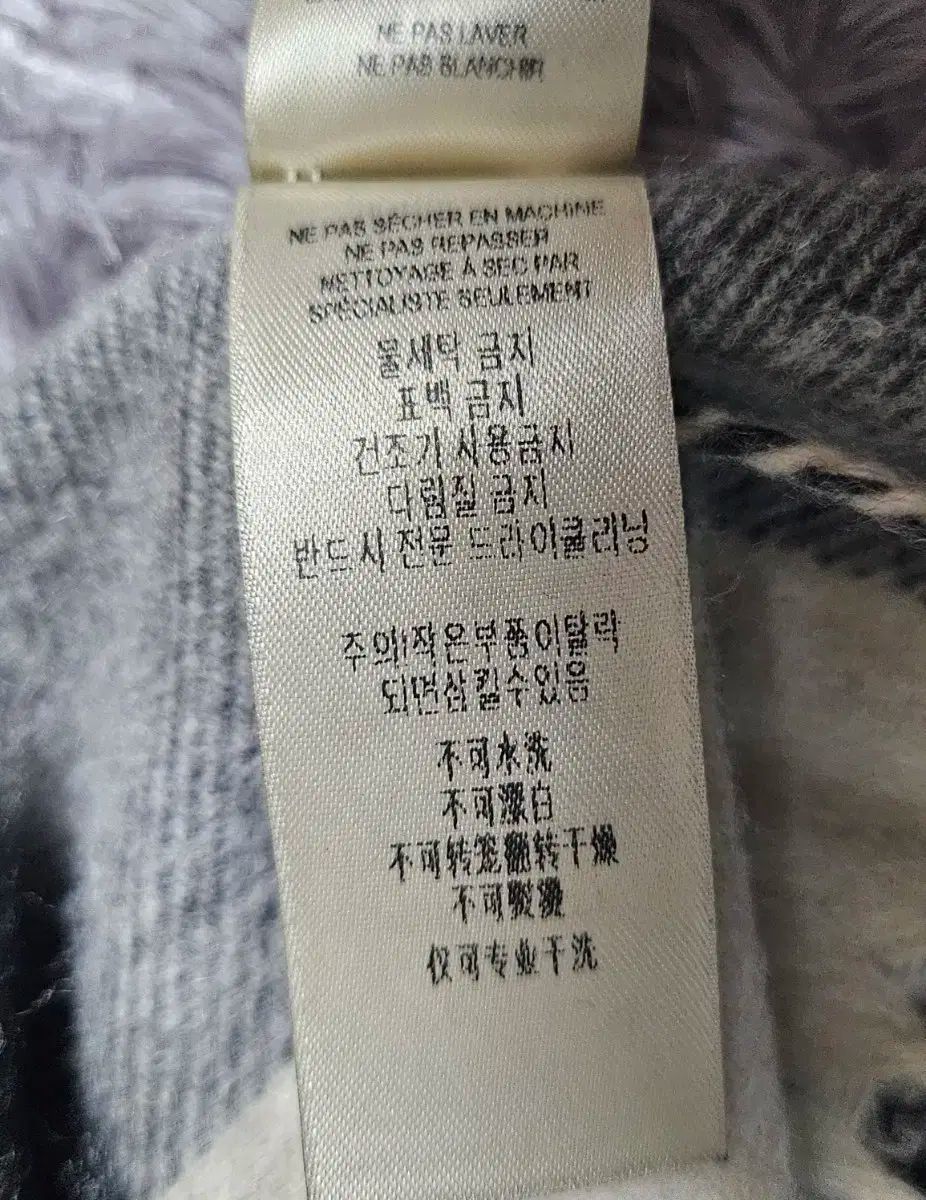 NE PAS LAVER
NE PAS BLANCHIR
NE PAS SÉCHER EN MACHINE
NE PAS REPASSER
NETTOYAGE À SEC PAR
SPÉCIALISTE SEULEMENT
물세탁 금지
표백 금지
건조기 사용금지
다림질 금지
반드시 전문 드라이클리닝
주의!작은부품이탈락
되면삼킬수있음
不可水洗
不可漂白
不可转笼翻转干燥
不可熨烫
仅可专业干洗